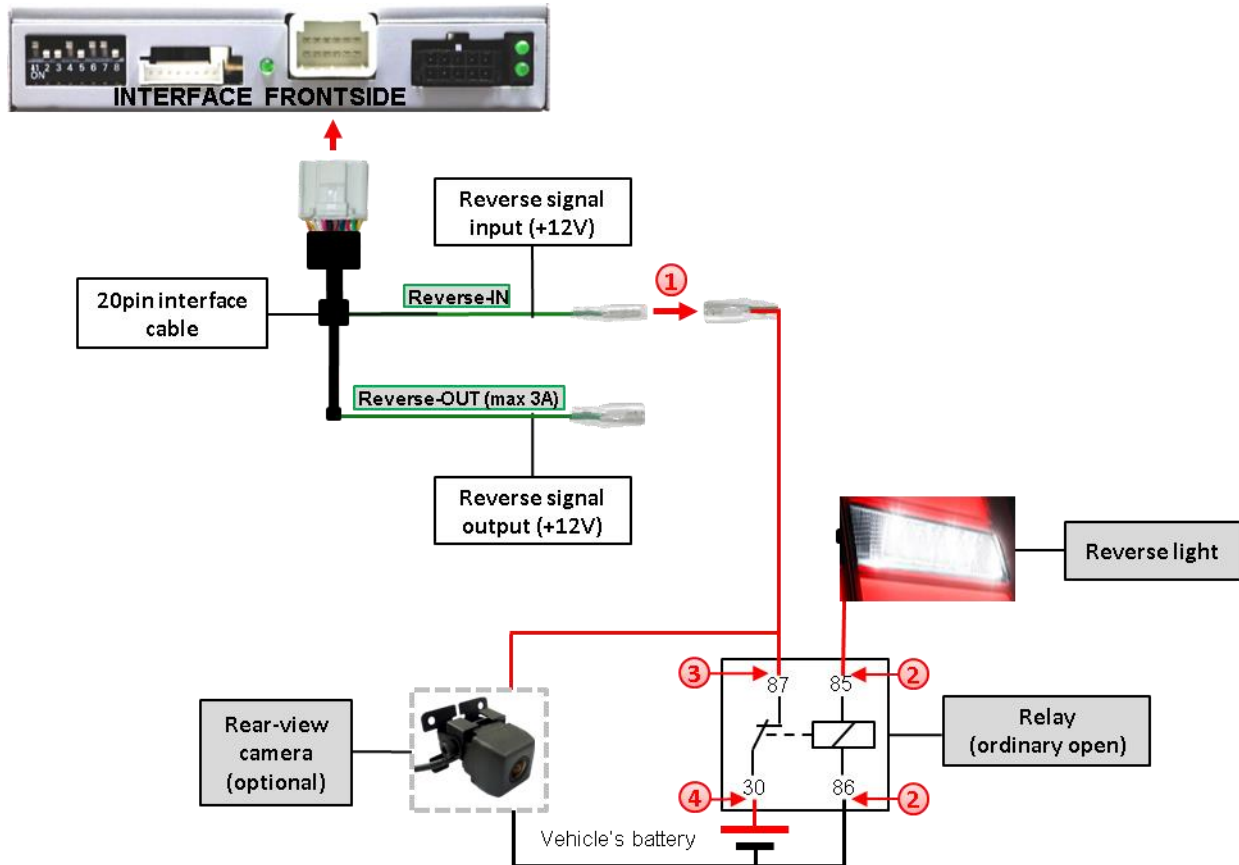 1 2 3 4 5 6 7 8
ON
INTERFACE FRONTSIDE
Reverse signal
input (+12V)
1
20pin interface
cable
Reverse-IN
Reverse-OUT (max 3A)
Reverse signal
output (+12V)
Reverse light
3
87
85
2
Rear-view
camera
(optional)
Relay
(ordinary open)
4
30
86
2
Vehicle's battery